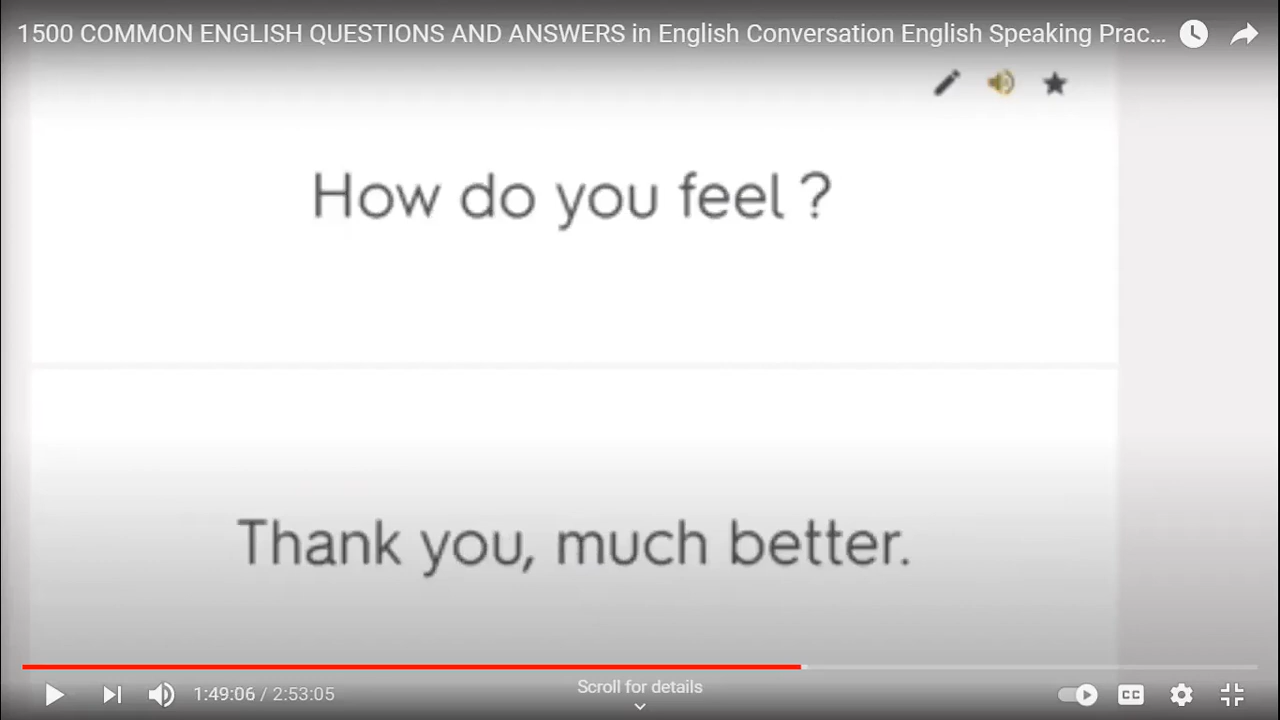 1500 COMMON ENGLISH QUESTIONS AND ANSWERS in English Conversation English Speaking Prac...
How do you feel ?
Thank you, much better.
Scroll for details
1:49:06 / 2:53:05
CC